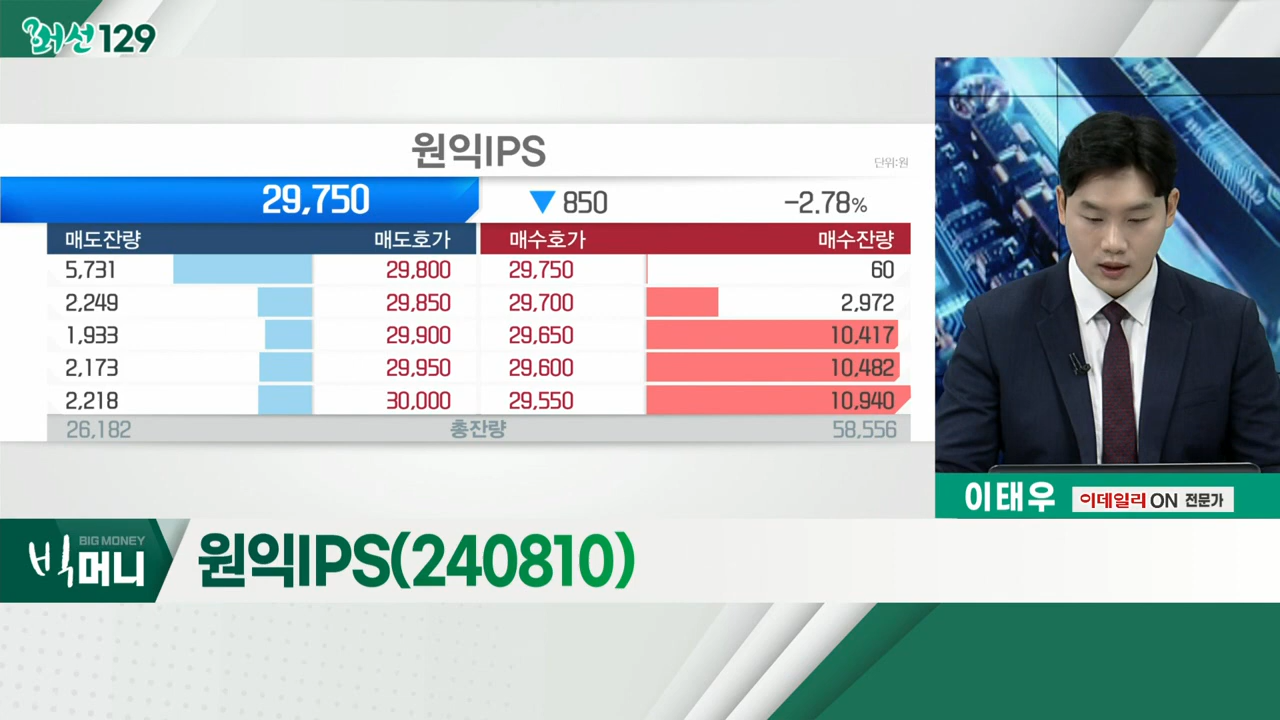 최선129
원익IPS
단위:원
29,750 ▼850 -2.78%
매도잔량 매도호가 매수호가 매수잔량
5,731 29,800 29,750 60
2,249 29,850 29,700 2,972
1,933 29,900 29,650 10,417
2,173 29,950 29,600 10,482
2,218 30,000 29,550 10,940
26,182 총잔량 58,556
이태우 이데일리 ON 전문가
BIG MONEY
빅머니
원익IPS(240810)